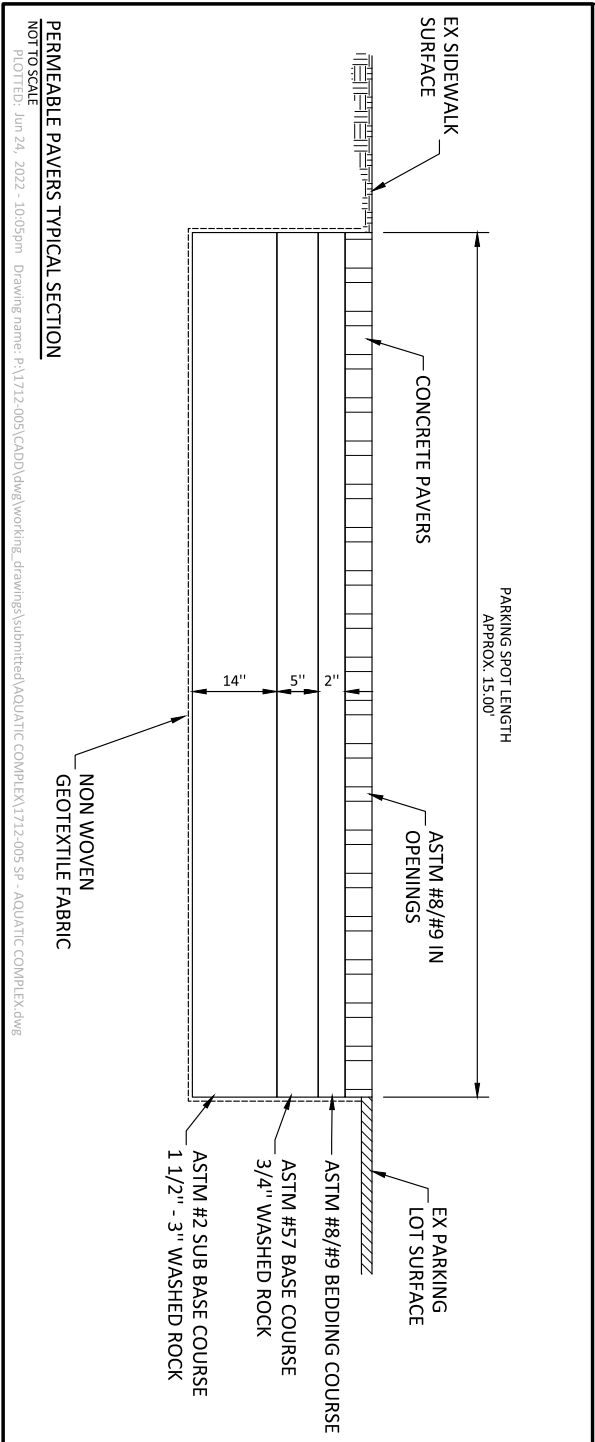 PARKING SPOT LENGTH
APPROX. 15.00'
EX SIDEWALK
SURFACE
CONCRETE PAVERS
ASTM #8/#9 IN
OPENINGS
EX PARKING
LOT SURFACE
2"
5"
14"
ASTM #8/#9 BEDDING COURSE
ASTM #57 BASE COURSE
3/4" WASHED ROCK
ASTM #2 SUB BASE COURSE
1 1/2" - 3" WASHED ROCK
NON WOVEN
GEOTEXTILE FABRIC
PERMEABLE PAVERS TYPICAL SECTION
NOT TO SCALE
PLOTTED: Jun 24, 2022 - 10:05pm Drawing name: P:\1712-005\CADD\dwg\working_drawings\submitted\AQUATIC COMPLEX\1712-005 SP - AQUATIC COMPLEX.dwg